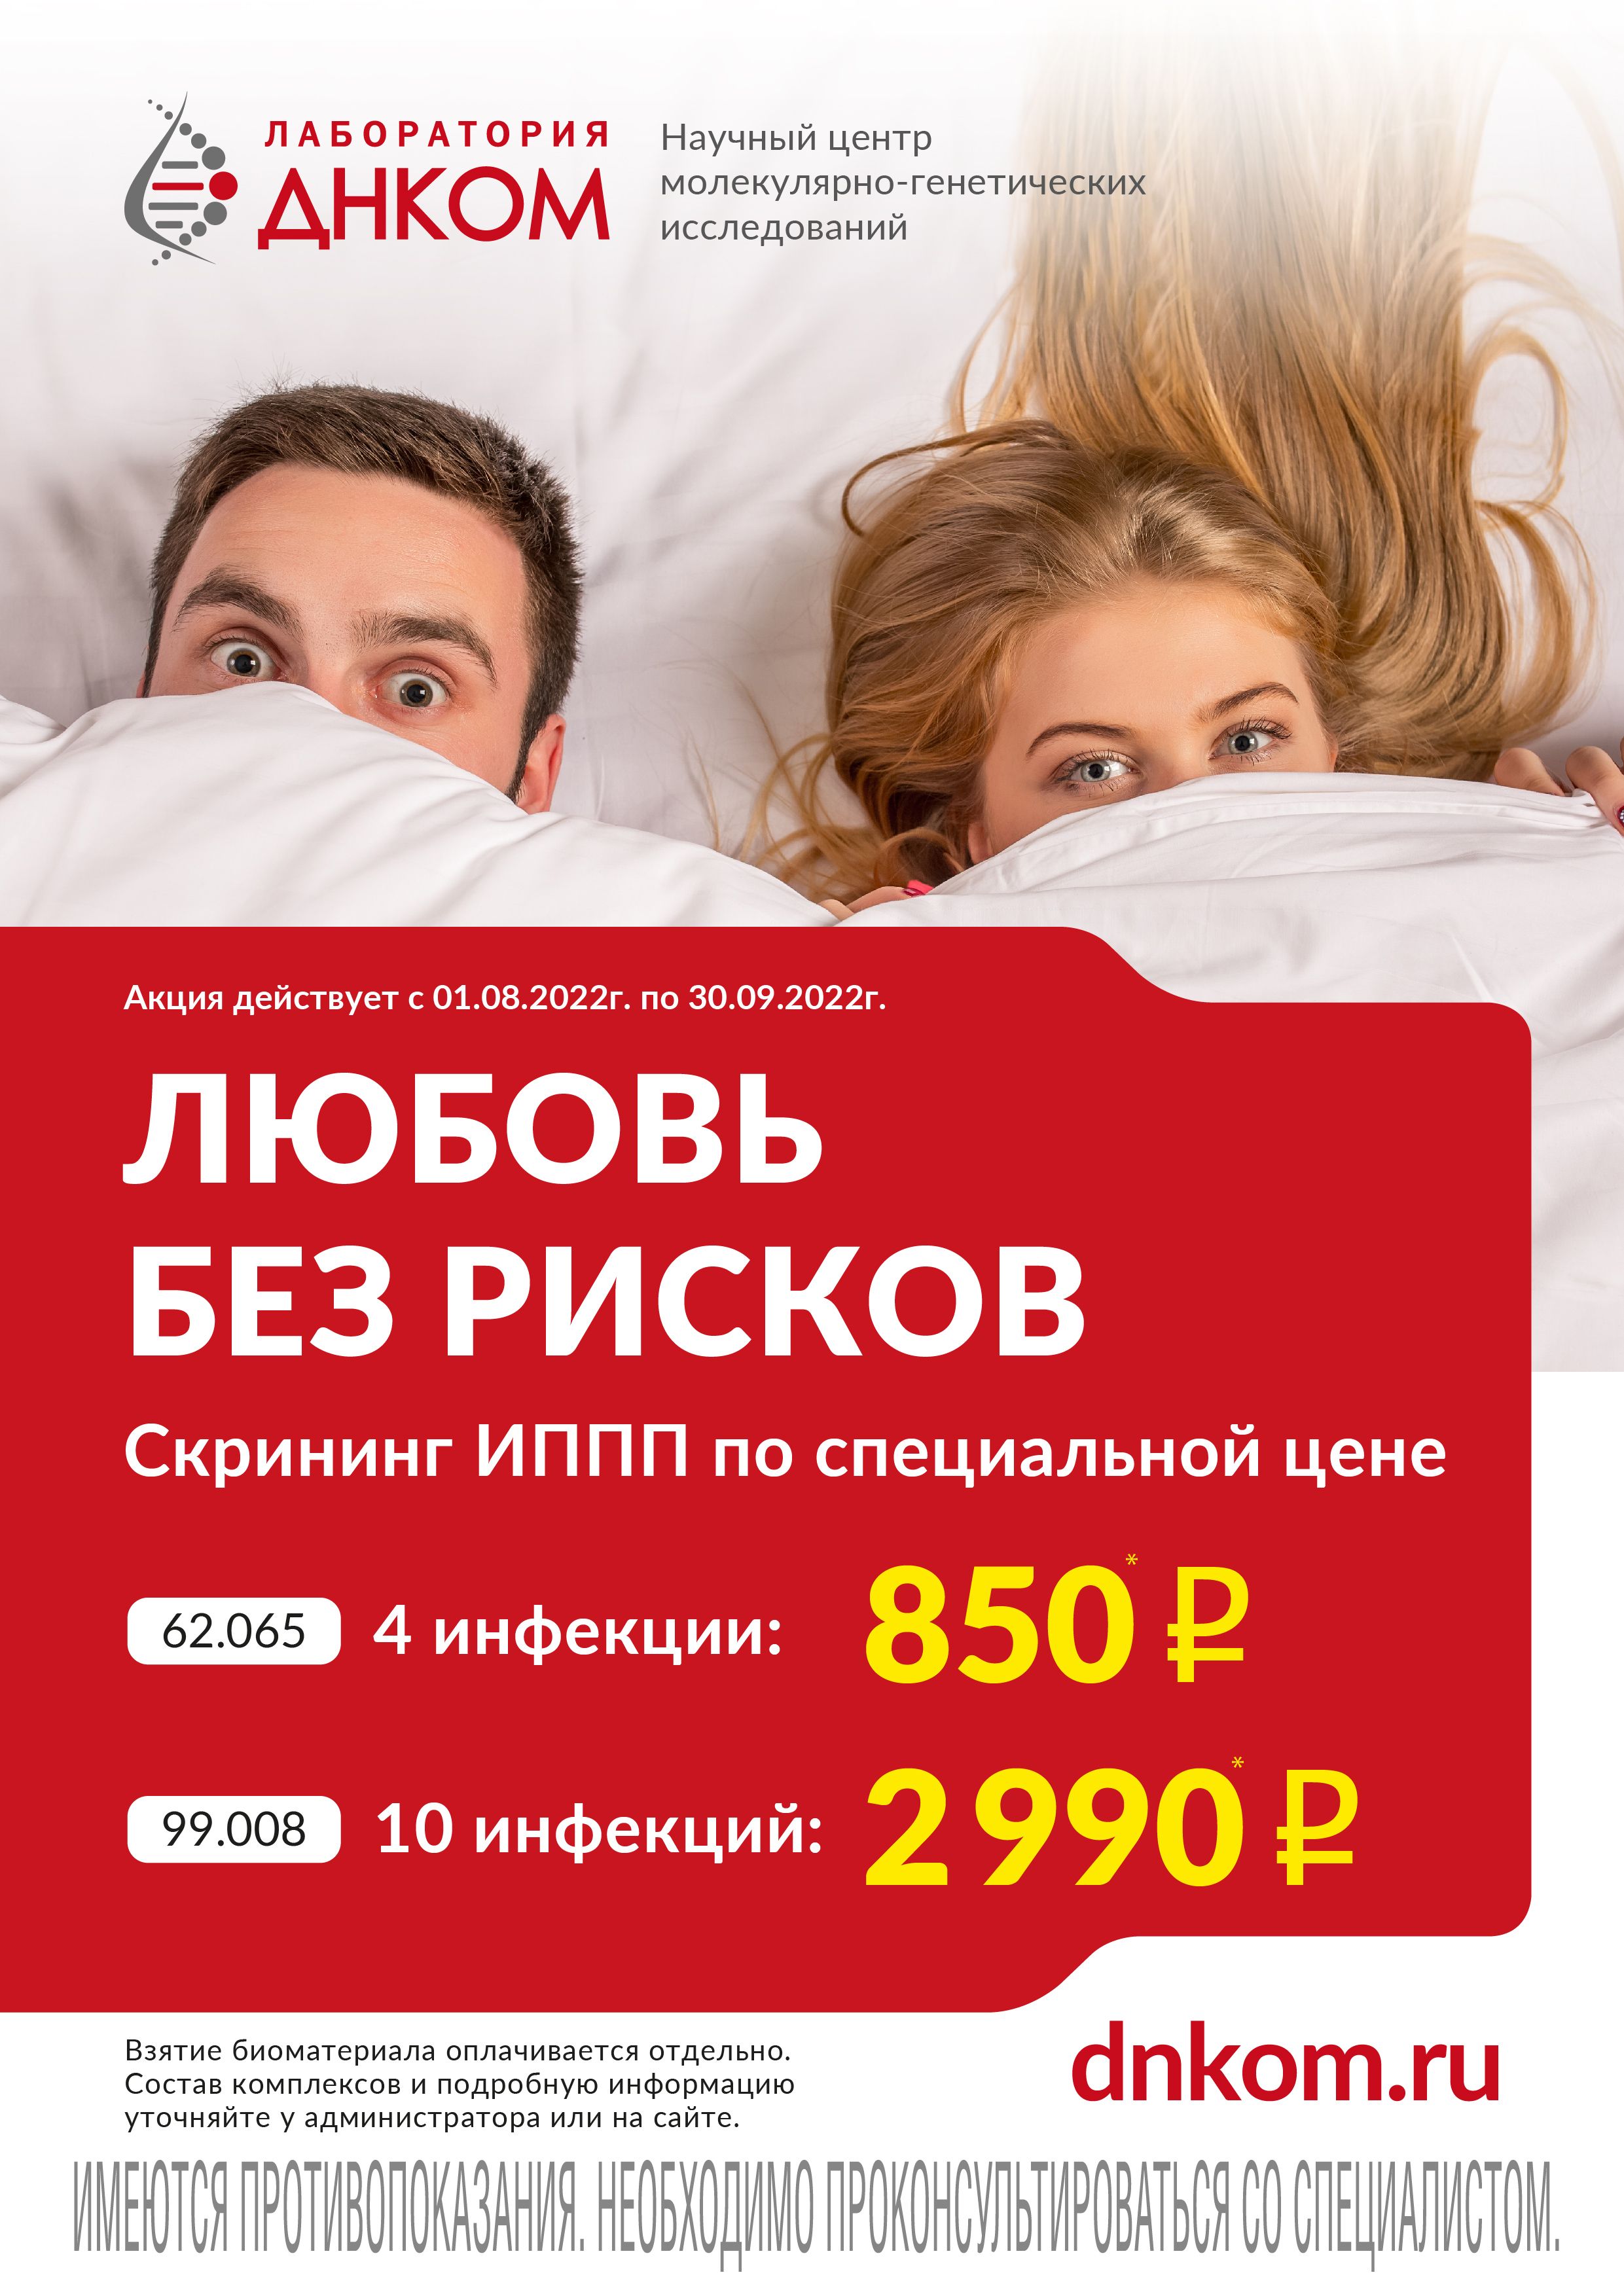 ЛАБОРАТОРИЯ
ДНКОМ
Научный центр
молекулярно-генетических
исследований
Акция действует с 01.08.2022г. по 30.09.2022г.
ЛЮБОВЬ
БЕЗ РИСКОВ
Скрининг ИППП по специальной цене
62.065 4 инфекции: 850* ₽
99.008 10 инфекций: 2 990* ₽
Взятие биоматериала оплачивается отдельно.
Состав комплексов и подробную информацию
уточняйте у администратора или на сайте.
dnkom.ru
ИМЕЮТСЯ ПРОТИВОПОКАЗАНИЯ. НЕОБХОДИМО ПРОКОНСУЛЬТИРОВАТЬСЯ СО СПЕЦИАЛИСТОМ.